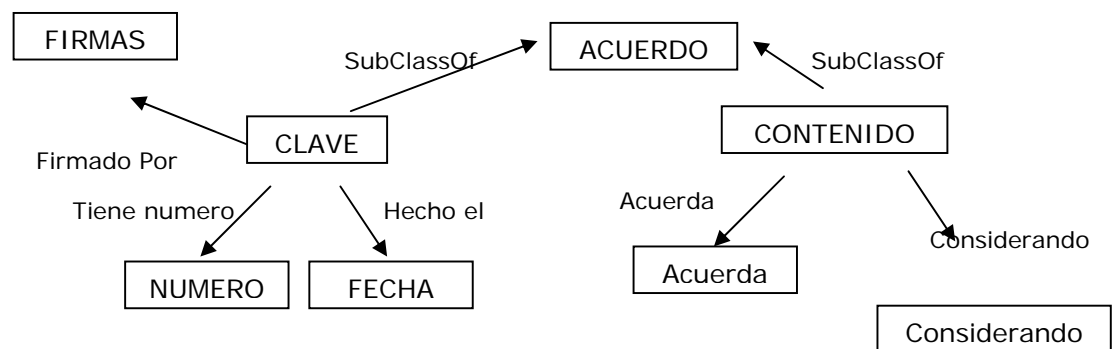 FIRMAS
ACUERDO
SubClassOf
SubClassOf
CLAVE
CONTENIDO
Firmado Por
Tiene numero
Hecho el
Acuerda
Considerando
NUMERO
FECHA
Acuerda
Considerando